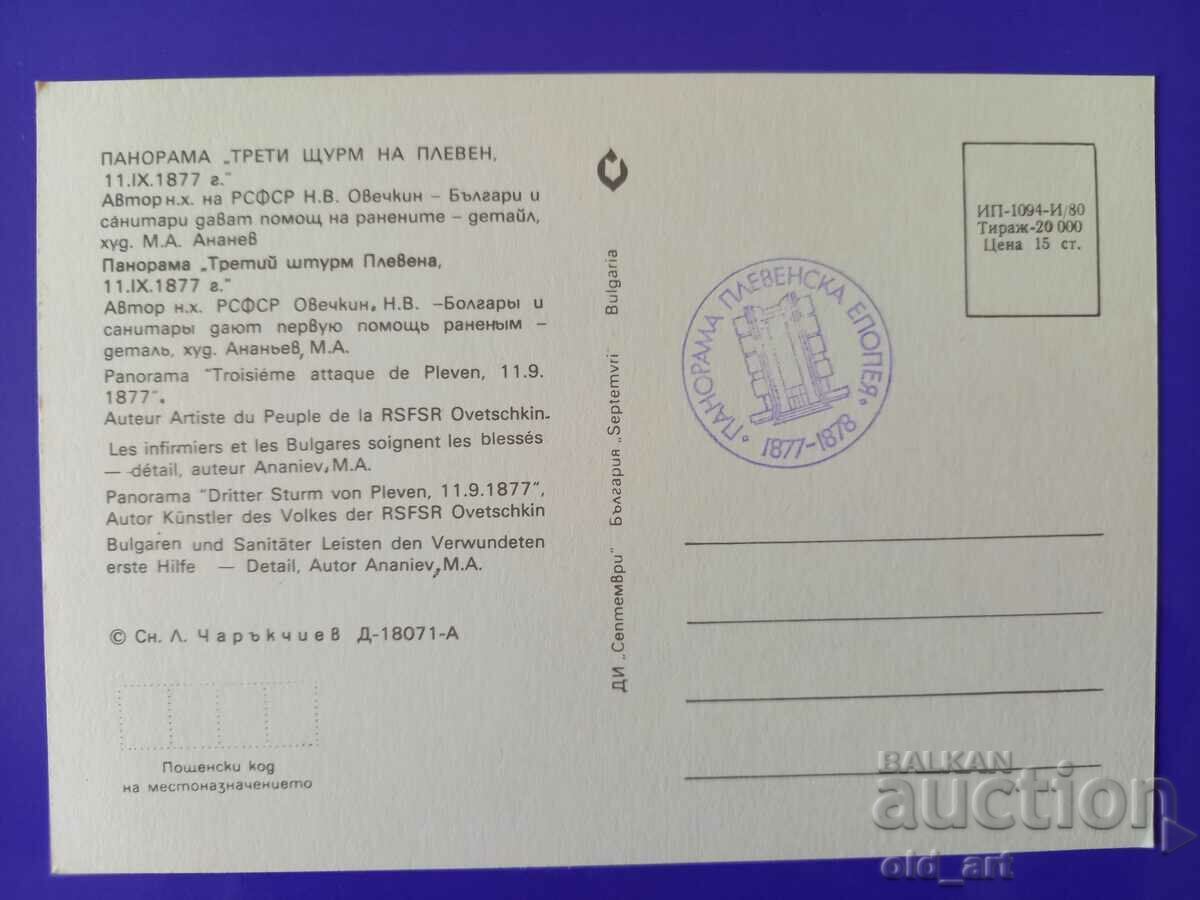 ПАНОРАМА „ТРЕТИ ЩУРМ НА ПЛЕВЕН,
11.IX.1877 г."
Автор н.х. на РСФСР Н.В. Овечкин – Българи и
санитари дават помощ на ранените – детайл,
худ. М.А. Ананев
Панорама „Третий штурм Плевена,
11.IX.1877 г."
Автор н.х. РСФСР Овечкин, Н.В. –Болгары и
санитары дают первую помощь раненым –
деталь, худ. Ананьев, М.А.
Panorama "Troisiéme attaque de Pleven, 11.9.
1877".
Auteur Artiste du Peuple de la RSFSR Ovetschkin.
Les infirmiers et les Bulgares soignent les blessés
— détail, auteur Ananiev, M.A.
Panorama "Dritter Sturm von Pleven, 11.9.1877",
Autor Künstler des Volkes der RSFSR Ovetschkin
Bulgaren und Sanitäter Leisten den Verwundeten
erste Hilfe — Detail, Autor Ananiev, M.A.
© Сн. Л. Чаръкчиев Д-18071-А
Пощенски код
на местоназначението
ДИ „Септември" България „Septemvri" Bulgaria
ПАНОРАМА ПЛЕВЕНСКА ЕПОПЕЯ
1877-1878
ИП-1094-И/80
Тираж-20 000
Цена 15 ст.
BALKAN
auction
old_art